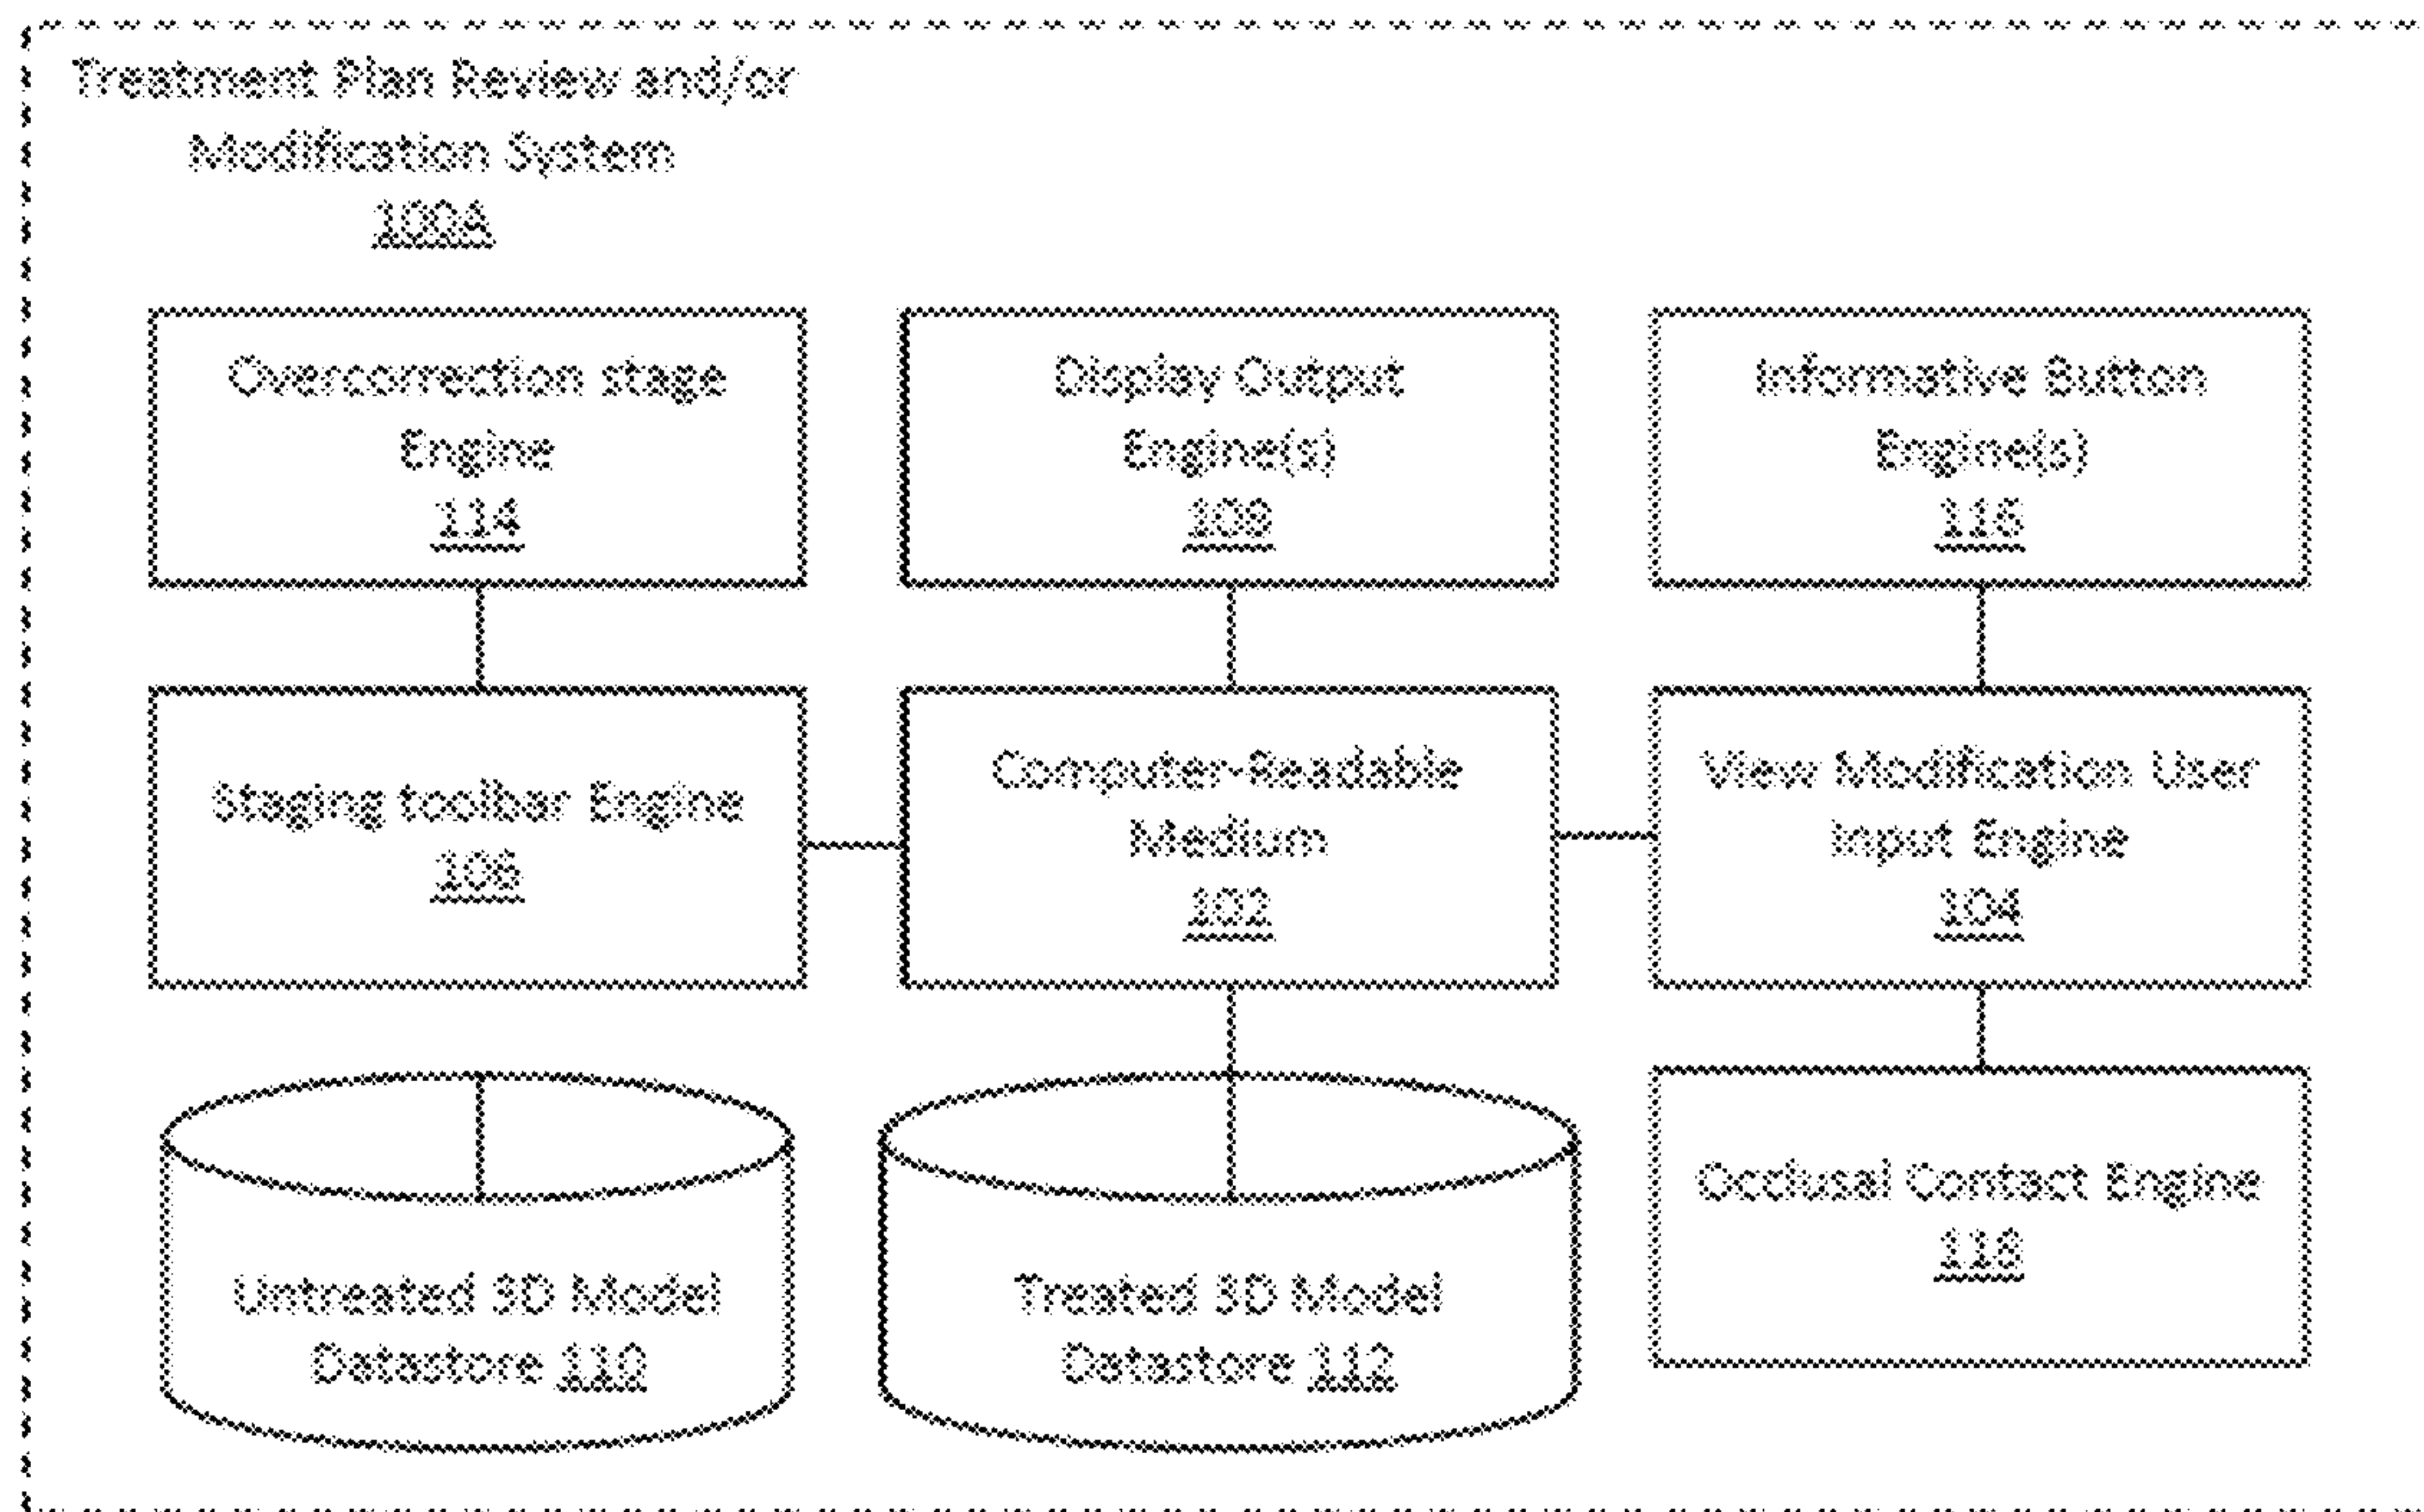 Treatment Plan Review and/or
Modification System
100A
Overcorrection stage
Engine
114
Display Output
Engine(s)
109
Informative Button
Engine(s)
116
Staging toolbar Engine
106
Computer-Readable
Medium
102
View Modification User
Input Engine
104
Untreated 3D Model
Datastore 110
Treated 3D Model
Datastore 112
Occlusal Contact Engine
118